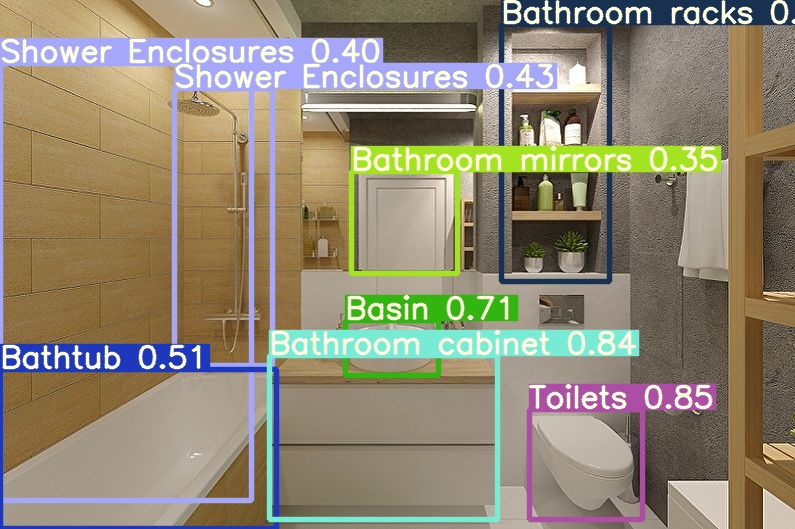 Bathroom racks 0.
Shower Enclosures 0.40
Shower Enclosures 0.43
Bathroom mirrors 0.35
Basin 0.71
Bathroom cabinet 0.84
Bathtub 0.51
Toilets 0.85